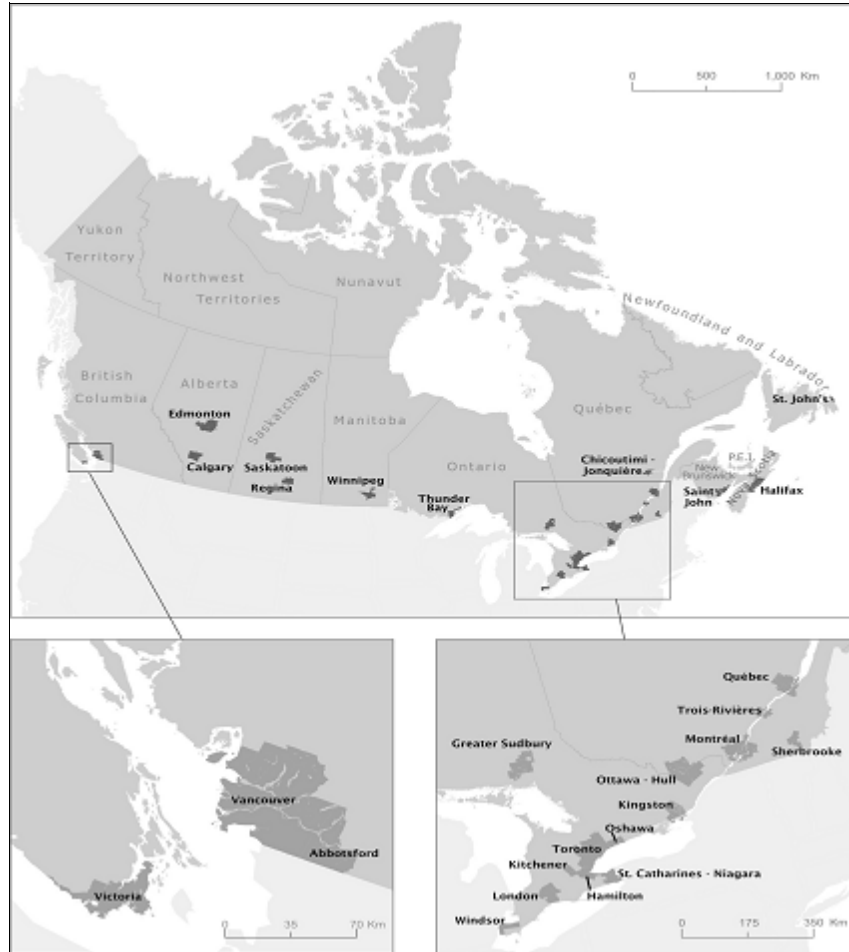 0 500 1,000 Km
Yukon
Territory
Northwest
Territories
Nunavut
Newfoundland and Labrador
British
Columbia
Alberta
Edmonton
Saskatchewan
Manitoba
Québec
St. John's
Calgary
Saskatoon
Regina
Winnipeg
Ontario
Thunder
Bay
Chicoutimi -
Jonquière
P.E.I.
New
Brunswick
Nova Scotia
Saint
John
Halifax
Vancouver
Abbotsford
Victoria
0 35 70 Km
Québec
Trois-Rivières
Montréal
Sherbrooke
Greater Sudbury
Ottawa - Hull
Kingston
Oshawa
Toronto
Kitchener
St. Catharines - Niagara
London
Hamilton
Windsor
0 175 350 Km